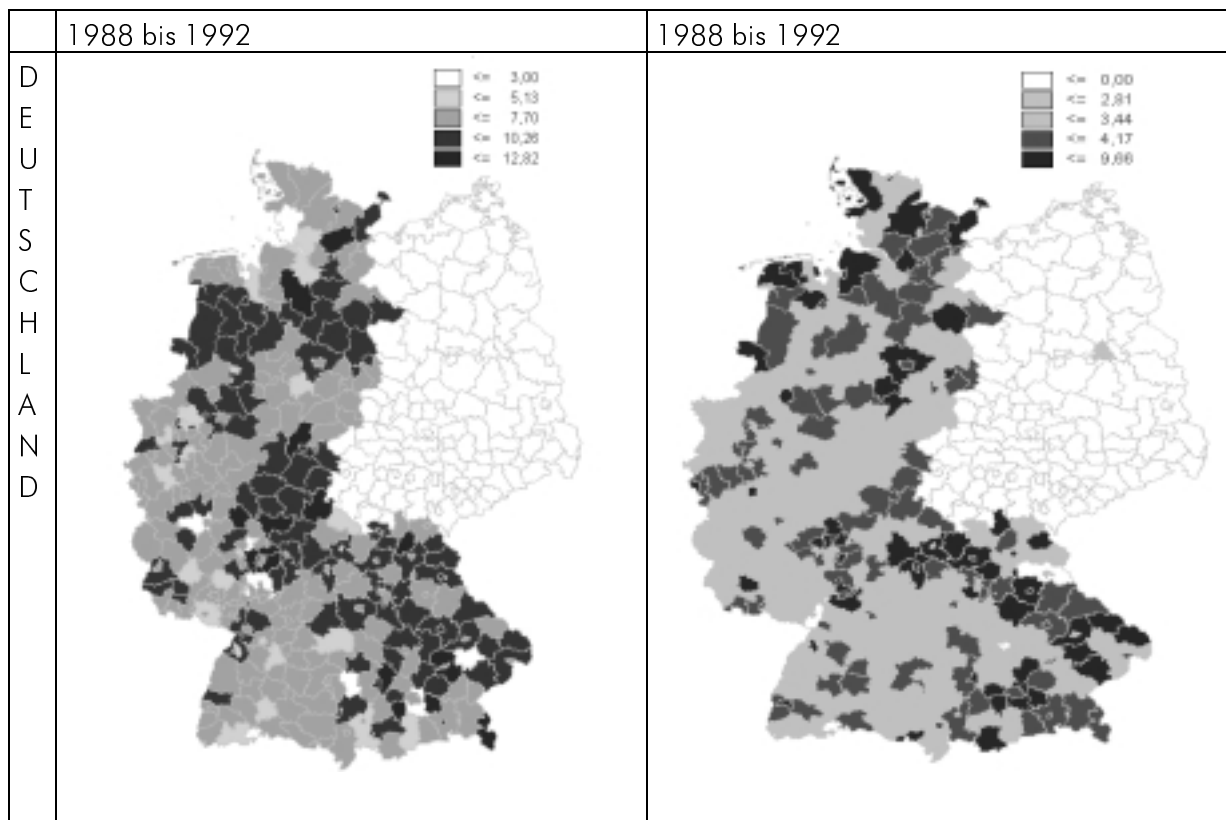 1988 bis 1992
1988 bis 1992
D
E
U
T
S
C
H
L
A
N
D
<= 3,00
<= 5,13
<= 7,70
<= 10,26
<= 12,82
<= 0,00
<= 2,81
<= 3,44
<= 4,17
<= 9,66